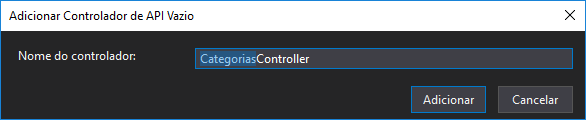 Adicionar Controlador de API Vazio
Nome do controlador:
CategoriasController
Adicionar
Cancelar